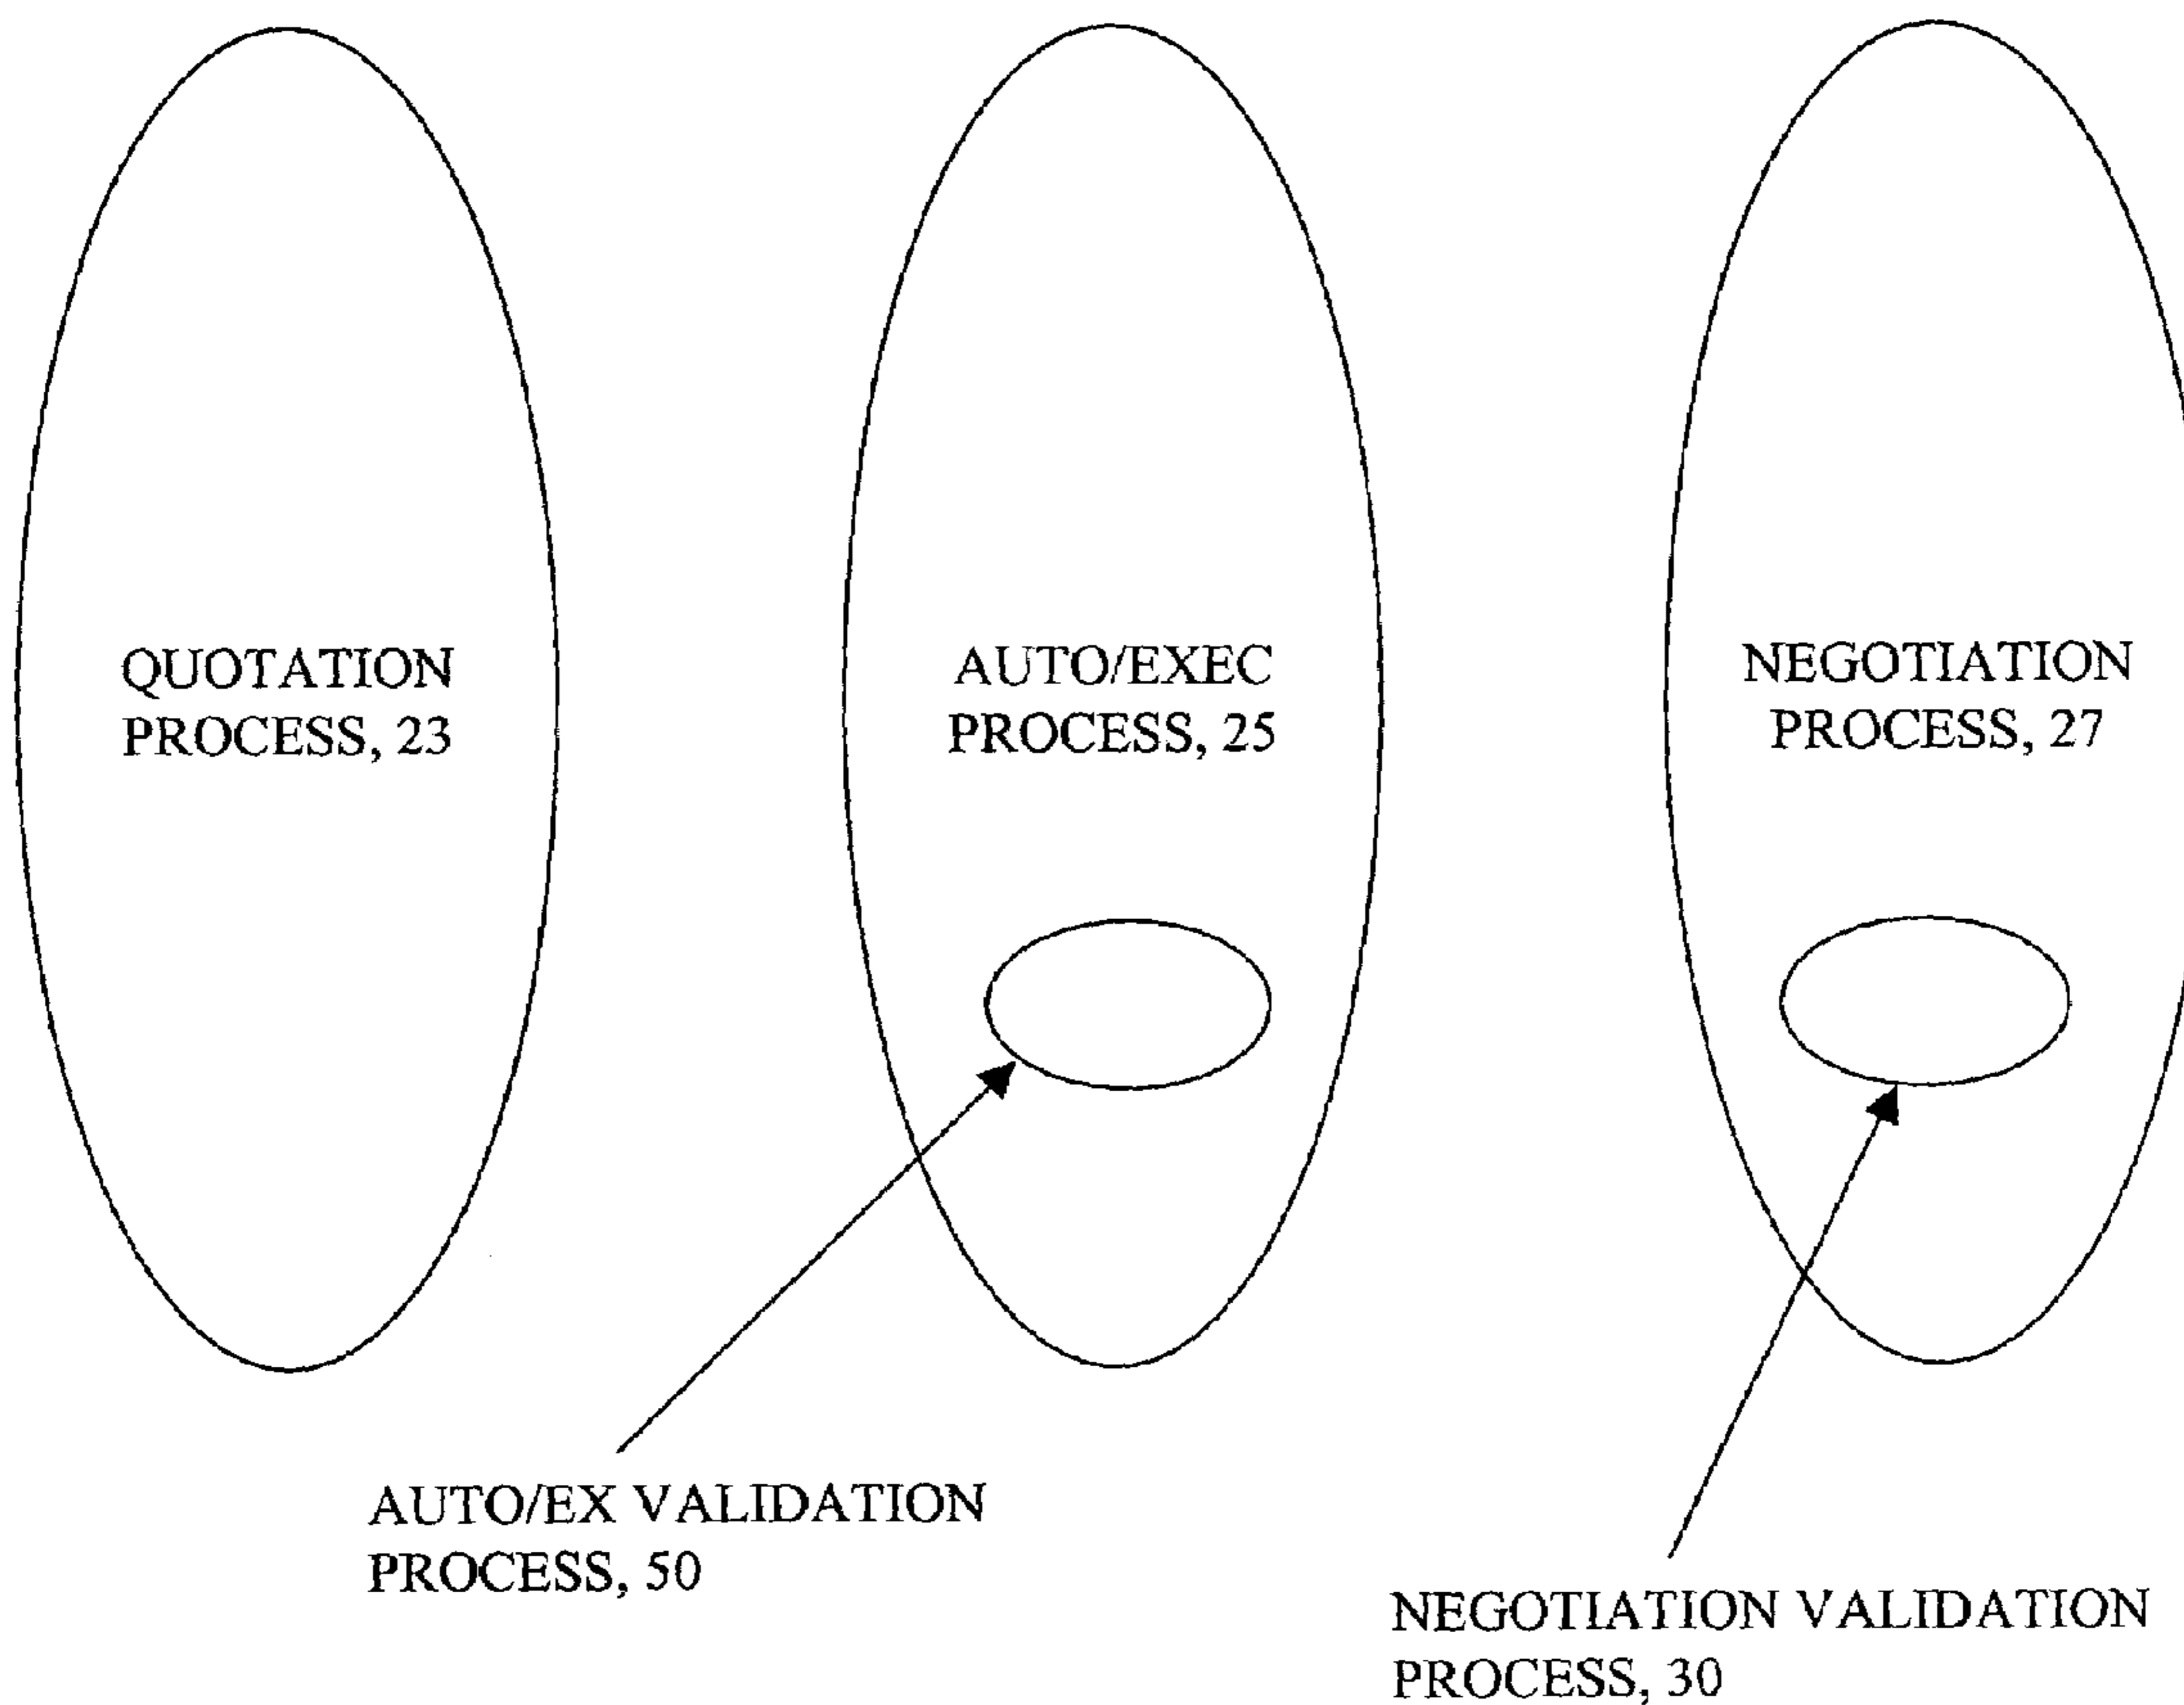 QUOTATION
PROCESS, 23
AUTO/EXEC
PROCESS, 25
NEGOTIATION
PROCESS, 27
AUTO/EX VALIDATION
PROCESS, 50
NEGOTIATION VALIDATION
PROCESS, 30